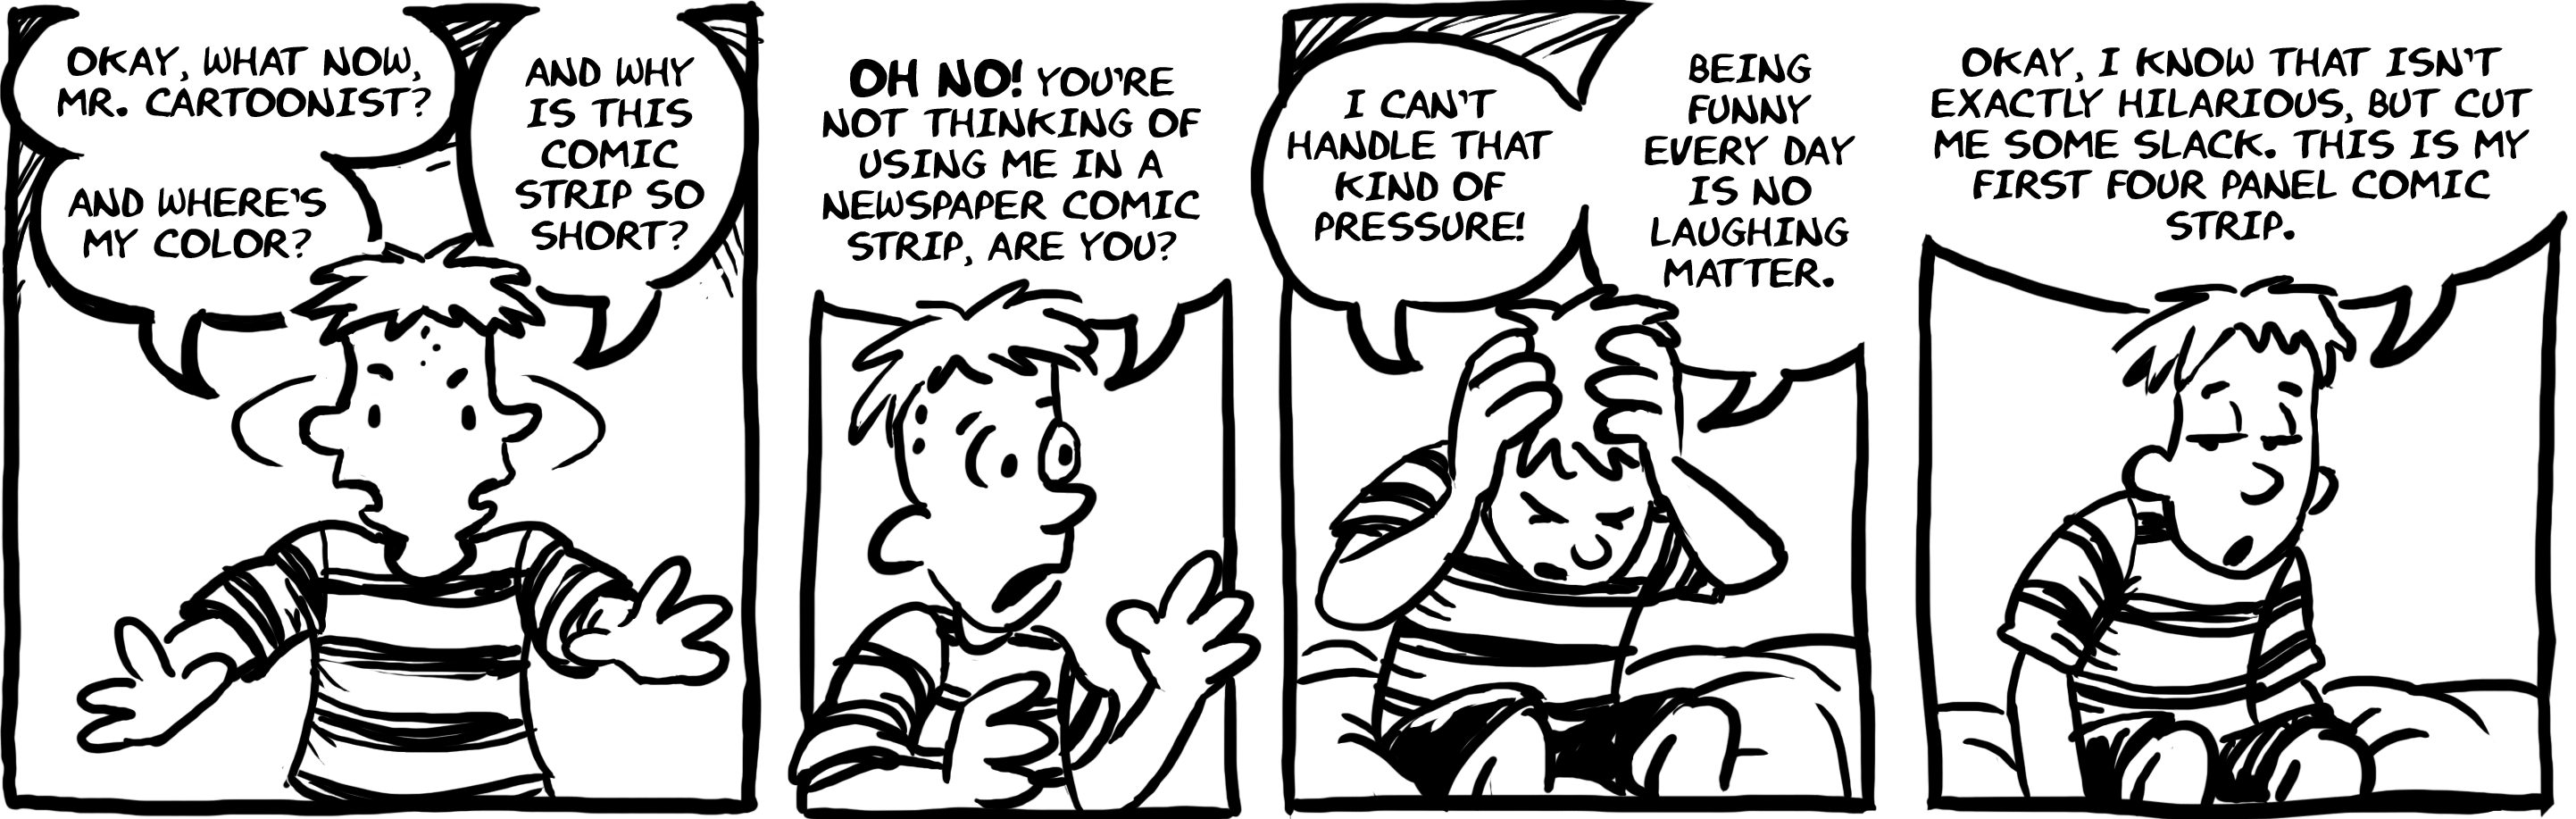 OKAY, WHAT NOW,
MR. CARTOONIST?
AND WHERE'S
MY COLOR?
AND WHY
IS THIS
COMIC
STRIP SO
SHORT?
OH NO! YOU'RE
NOT THINKING OF
USING ME IN A
NEWSPAPER COMIC
STRIP, ARE YOU?
I CAN'T
HANDLE THAT
KIND OF
PRESSURE!
BEING
FUNNY
EVERY DAY
IS NO
LAUGHING
MATTER.
OKAY, I KNOW THAT ISN'T
EXACTLY HILARIOUS, BUT CUT
ME SOME SLACK. THIS IS MY
FIRST FOUR PANEL COMIC
STRIP.